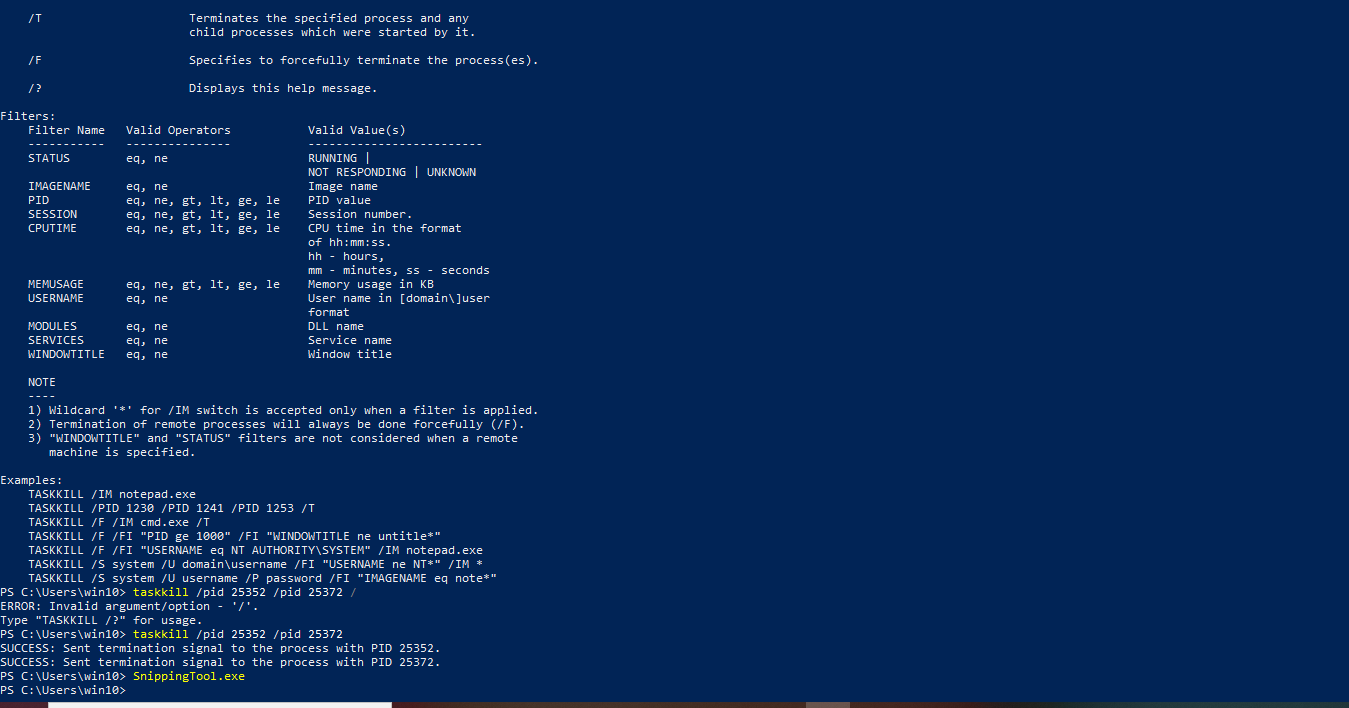 /T                     Terminates the specified process and any
                       child processes which were started by it.
/F                     Specifies to forcefully terminate the process(es).
/?                     Displays this help message.
Filters:
    Filter Name   Valid Operators           Valid Value(s)
    -----------   ---------------           -------------------------
    STATUS        eq, ne                    RUNNING |
                                            NOT RESPONDING | UNKNOWN
    IMAGENAME     eq, ne                    Image name
    PID           eq, ne, gt, lt, ge, le    PID value
    SESSION       eq, ne, gt, lt, ge, le    Session number.
    CPUTIME       eq, ne, gt, lt, ge, le    CPU time in the format
                                            of hh:mm:ss.
                                            hh - hours,
                                            mm - minutes, ss - seconds
    MEMUSAGE      eq, ne, gt, lt, ge, le    Memory usage in KB
    USERNAME      eq, ne                    User name in [domain\]user
                                            format
    MODULES       eq, ne                    DLL name
    SERVICES      eq, ne                    Service name
    WINDOWTITLE   eq, ne                    Window title
    NOTE
    ----
    1) Wildcard '*' for /IM switch is accepted only when a filter is applied.
    2) Termination of remote processes will always be done forcefully (/F).
    3) "WINDOWTITLE" and "STATUS" filters are not considered when a remote
       machine is specified.
Examples:
    TASKKILL /IM notepad.exe
    TASKKILL /PID 1230 /PID 1241 /PID 1253 /T
    TASKKILL /F /IM cmd.exe /T
    TASKKILL /F /FI "PID ge 1000" /FI "WINDOWTITLE ne untitle*"
    TASKKILL /F /FI "USERNAME eq NT AUTHORITY\SYSTEM" /IM notepad.exe
    TASKKILL /S system /U domain\username /FI "USERNAME ne NT*" /IM *
    TASKKILL /S system /U username /P password /FI "IMAGENAME eq note*"
PS C:\Users\win10> taskkill /pid 25352 /pid 25372 /
ERROR: Invalid argument/option - '/'.
Type "TASKKILL /?" for usage.
PS C:\Users\win10> taskkill /pid 25352 /pid 25372
SUCCESS: Sent termination signal to the process with PID 25352.
SUCCESS: Sent termination signal to the process with PID 25372.
PS C:\Users\win10> SnippingTool.exe
PS C:\Users\win10>